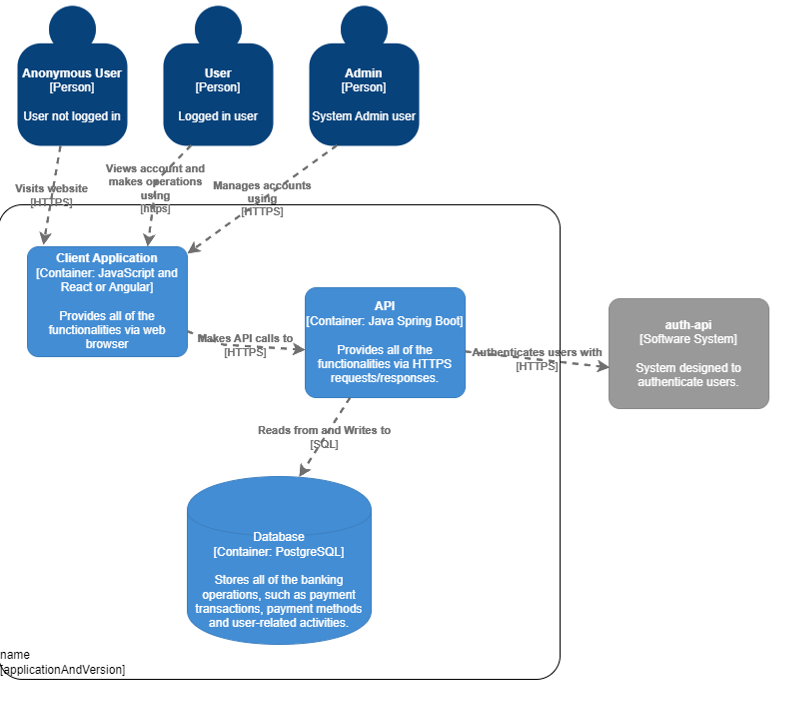 Anonymous User
[Person]
User not logged in
User
[Person]
Logged in user
Admin
[Person]
System Admin user
Visits website
[HTTPS]
Views account and
makes operations
using
[https]
Manages accounts
using
[HTTPS]
Client Application
[Container: JavaScript and
React or Angular]
Provides all of the
functionalities via web
browser
Makes API calls to
[HTTPS]
API
[Container: Java Spring Boot]
Provides all of the
functionalities via HTTPS
requests/responses.
Authenticates users with
[HTTPS]
auth-api
[Software System]
System designed to
authenticate users.
Reads from and Writes to
[SQL]
Database
[Container: PostgreSQL]
Stores all of the banking
operations, such as payment
transactions, payment methods
and user-related activities.
name
[applicationAndVersion]